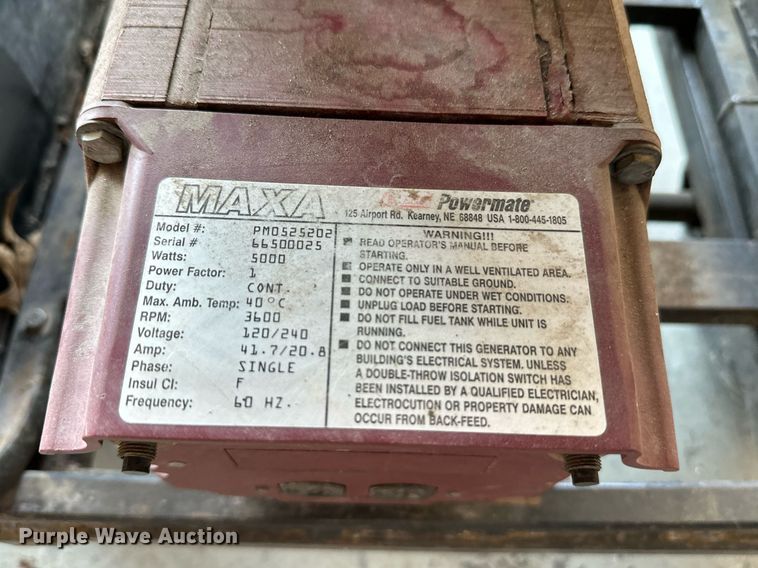 MAXA
Powermate®
125 Airport Rd. Kearney, NE 68848 USA 1-800-445-1805
Model #: PM0525202
Serial # 66500025
Watts: 5000
Power Factor: 1
Duty: CONT.
Max. Amb. Temp: 40°C
RPM: 3600
Voltage: 120/240
Amp: 41.7/20.8
Phase: SINGLE
Insul Cl: F
Frequency: 60 HZ.
WARNING!!!
READ OPERATOR'S MANUAL BEFORE
STARTING.
OPERATE ONLY IN A WELL VENTILATED AREA.
CONNECT TO SUITABLE GROUND.
DO NOT OPERATE UNDER WET CONDITIONS.
UNPLUG LOAD BEFORE STARTING.
DO NOT FILL FUEL TANK WHILE UNIT IS
RUNNING.
DO NOT CONNECT THIS GENERATOR TO ANY
BUILDING'S ELECTRICAL SYSTEM, UNLESS
A DOUBLE-THROW ISOLATION SWITCH HAS
BEEN INSTALLED BY A QUALIFIED ELECTRICIAN,
ELECTROCUTION OR PROPERTY DAMAGE CAN
OCCUR FROM BACK-FEED.
Purple Wave Auction